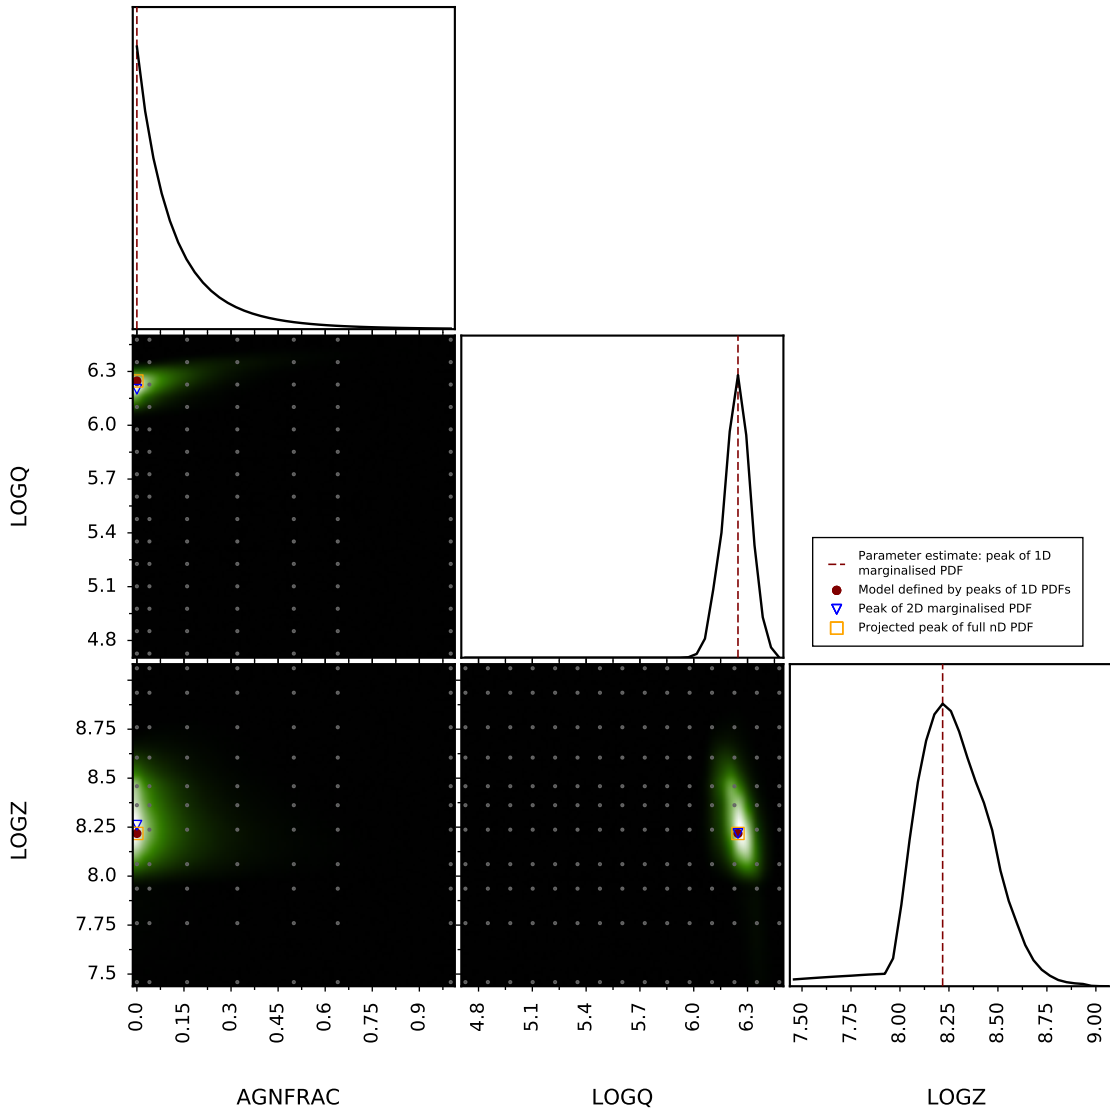 6.3
6.0
5.7
5.4
5.1
4.8
LOGQ
Parameter estimate: peak of 1D
marginalised PDF
Model defined by peaks of 1D PDFs
Peak of 2D marginalised PDF
Projected peak of full nD PDF
8.75
8.5
8.25
8.0
7.75
7.5
LOGZ
0.0 0.15 0.3 0.45 0.6 0.75 0.9
4.8 5.1 5.4 5.7 6.0 6.3
7.50 7.75 8.00 8.25 8.50 8.75 9.00
AGNFRAC
LOGQ
LOGZ